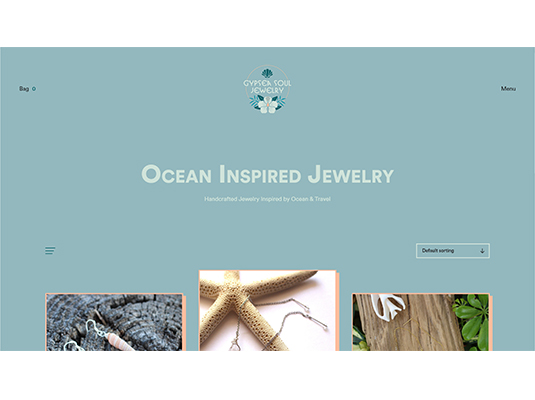 Bag 0
GYPSEA SOUL
JEWELRY
Menu
Ocean Inspired Jewelry
Handcrafted Jewelry Inspired by Ocean & Travel
Default sorting